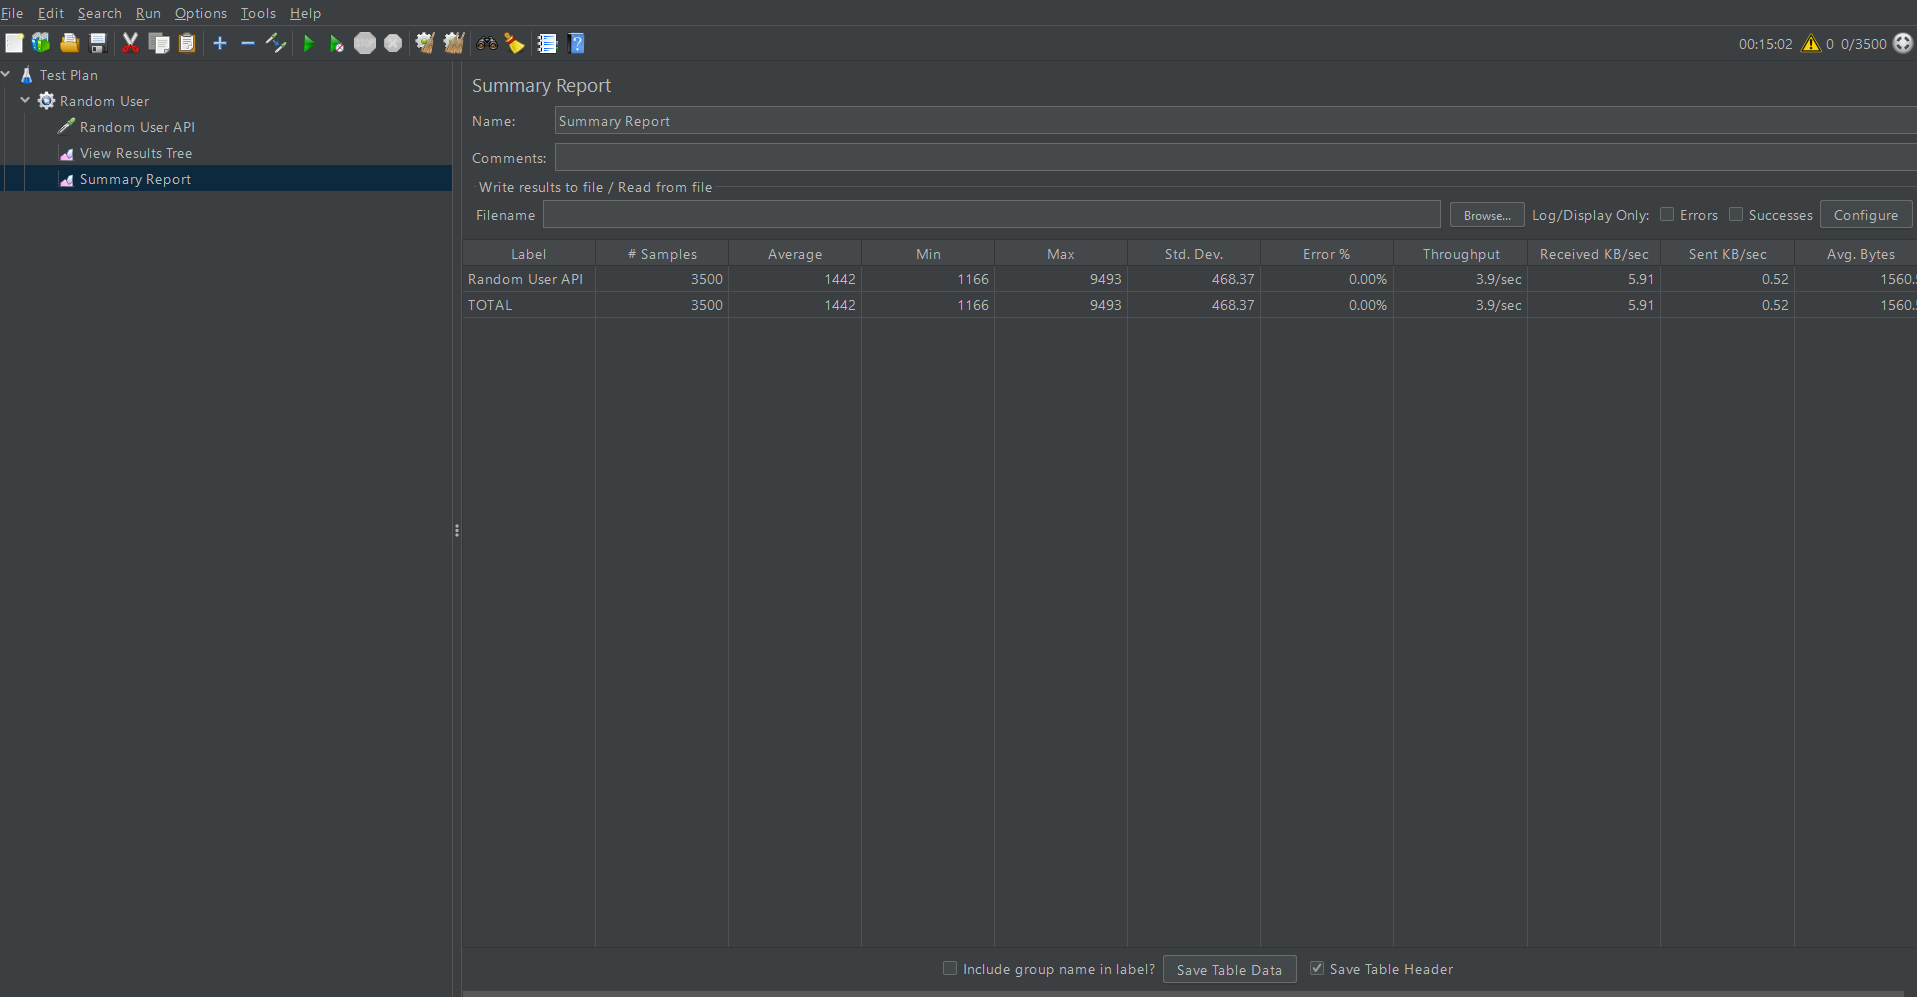 File Edit Search Run Options Tools Help
00:15:02 0 0/3500
Test Plan
Random User
Random User API
View Results Tree
Summary Report
Summary Report
Name: Summary Report
Comments:
Write results to file / Read from file
Filename Browse... Log/Display Only: Errors Successes Configure
Label # Samples Average Min Max Std. Dev. Error % Throughput Received KB/sec Sent KB/sec Avg. Bytes
Random User API 3500 1442 1166 9493 468.37 0.00% 3.9/sec 5.91 0.52 1560.
TOTAL 3500 1442 1166 9493 468.37 0.00% 3.9/sec 5.91 0.52 1560.
Include group name in label? Save Table Data Save Table Header